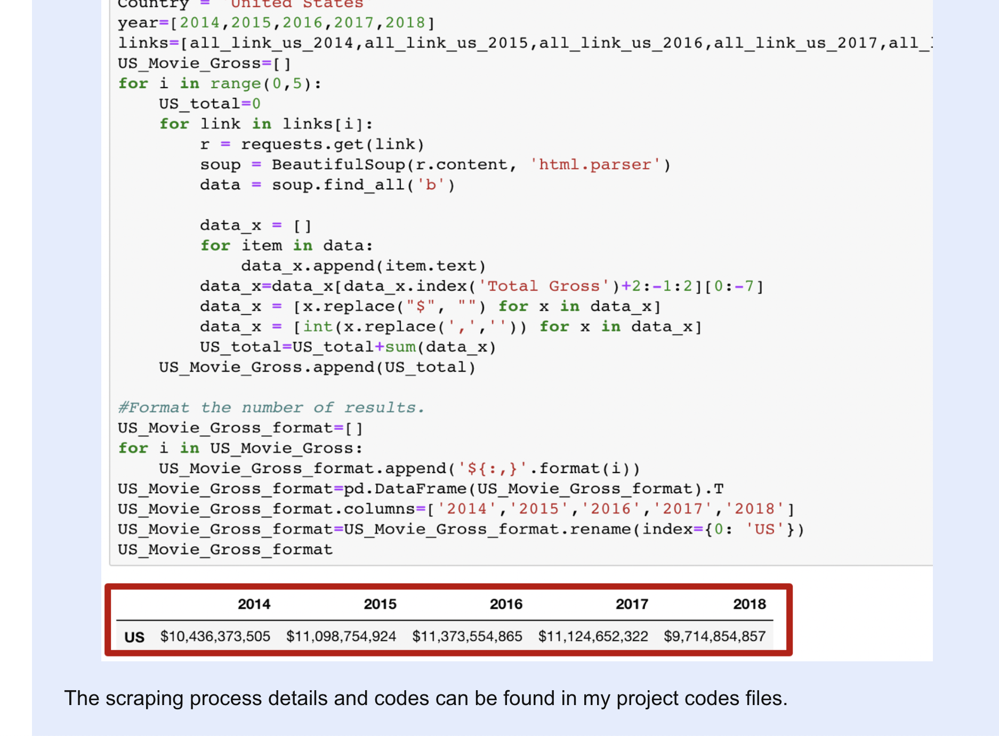 Country = 'United States'
year=[2014,2015,2016,2017,2018]
links=[all_link_us_2014,all_link_us_2015,all_link_us_2016,all_link_us_2017,all_
US_Movie_Gross=[]
for i in range(0,5):
    US_total=0
    for link in links[i]:
        r = requests.get(link)
        soup = BeautifulSoup(r.content, 'html.parser')
        data = soup.find_all('b')
        data_x = []
        for item in data:
            data_x.append(item.text)
        data_x=data_x[data_x.index('Total Gross')+2:-1:2][0:-7]
        data_x = [x.replace("$", "") for x in data_x]
        data_x = [int(x.replace(',','')) for x in data_x]
        US_total=US_total+sum(data_x)
    US_Movie_Gross.append(US_total)
#Format the number of results.
US_Movie_Gross_format=[]
for i in US_Movie_Gross:
    US_Movie_Gross_format.append('${:,}'.format(i))
US_Movie_Gross_format=pd.DataFrame(US_Movie_Gross_format).T
US_Movie_Gross_format.columns=['2014','2015','2016','2017','2018']
US_Movie_Gross_format=US_Movie_Gross_format.rename(index={0: 'US'})
US_Movie_Gross_format
2014 2015 2016 2017 2018
US $10,436,373,505 $11,098,754,924 $11,373,554,865 $11,124,652,322 $9,714,854,857
The scraping process details and codes can be found in my project codes files.